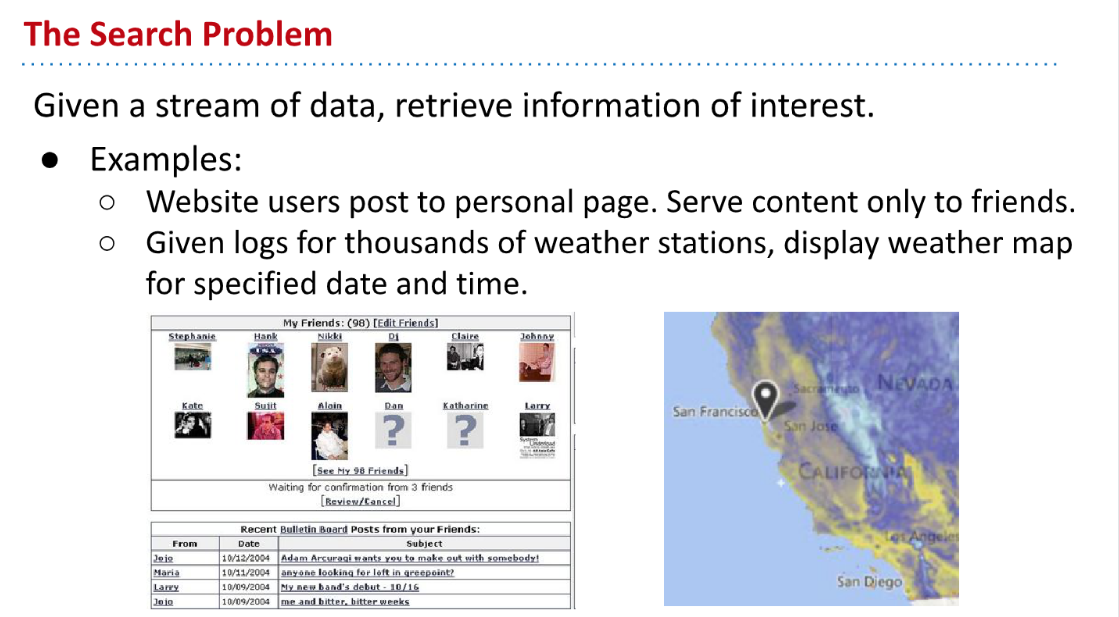 The Search Problem
Given a stream of data, retrieve information of interest.
● Examples:
○ Website users post to personal page. Serve content only to friends.
○ Given logs for thousands of weather stations, display weather map
for specified date and time.
My Friends: (98) [Edit Friends]
Stephanie Hank Nikki Dj Claire Johnny
USA
Kate Sujit Alain Dan Katharine Larry
? ?
[See My 98 Friends]
Waiting for confirmation from 3 friends
[Review/Cancel]
Recent Bulletin Board Posts from your Friends:
From Date Subject
Jojo 10/12/2004 Adam Arcuragi wants you to make out with somebody!
Maria 10/11/2004 anyone looking for loft in greepoint?
Larry 10/09/2004 My new band's debut - 10/16
Jojo 10/09/2004 me and bitter, bitter weeks
Sacramento NEVADA
San Francisco
San Jose
CALIFORNIA
Los Angeles
San Diego